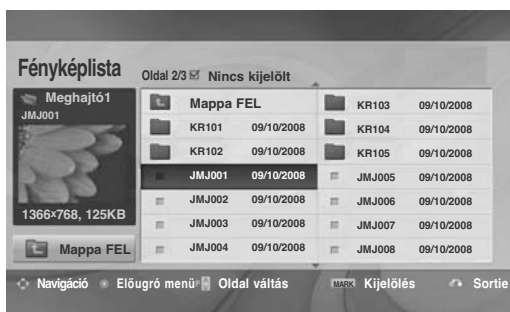 Fényképlista
Oldal 2/3 Nincs kijelölt
Meghajtó1
JMJ001
1366×768, 125KB
Mappa FEL
Mappa FEL
KR101 09/10/2008
KR102 09/10/2008
JMJ001 09/10/2008
JMJ002 09/10/2008
JMJ003 09/10/2008
JMJ004 09/10/2008
KR103 09/10/2008
KR104 09/10/2008
KR105 09/10/2008
JMJ005 09/10/2008
JMJ006 09/10/2008
JMJ007 09/10/2008
JMJ008 09/10/2008
Navigáció Előugró menü Oldal váltás MARK Kijelölés Sortie